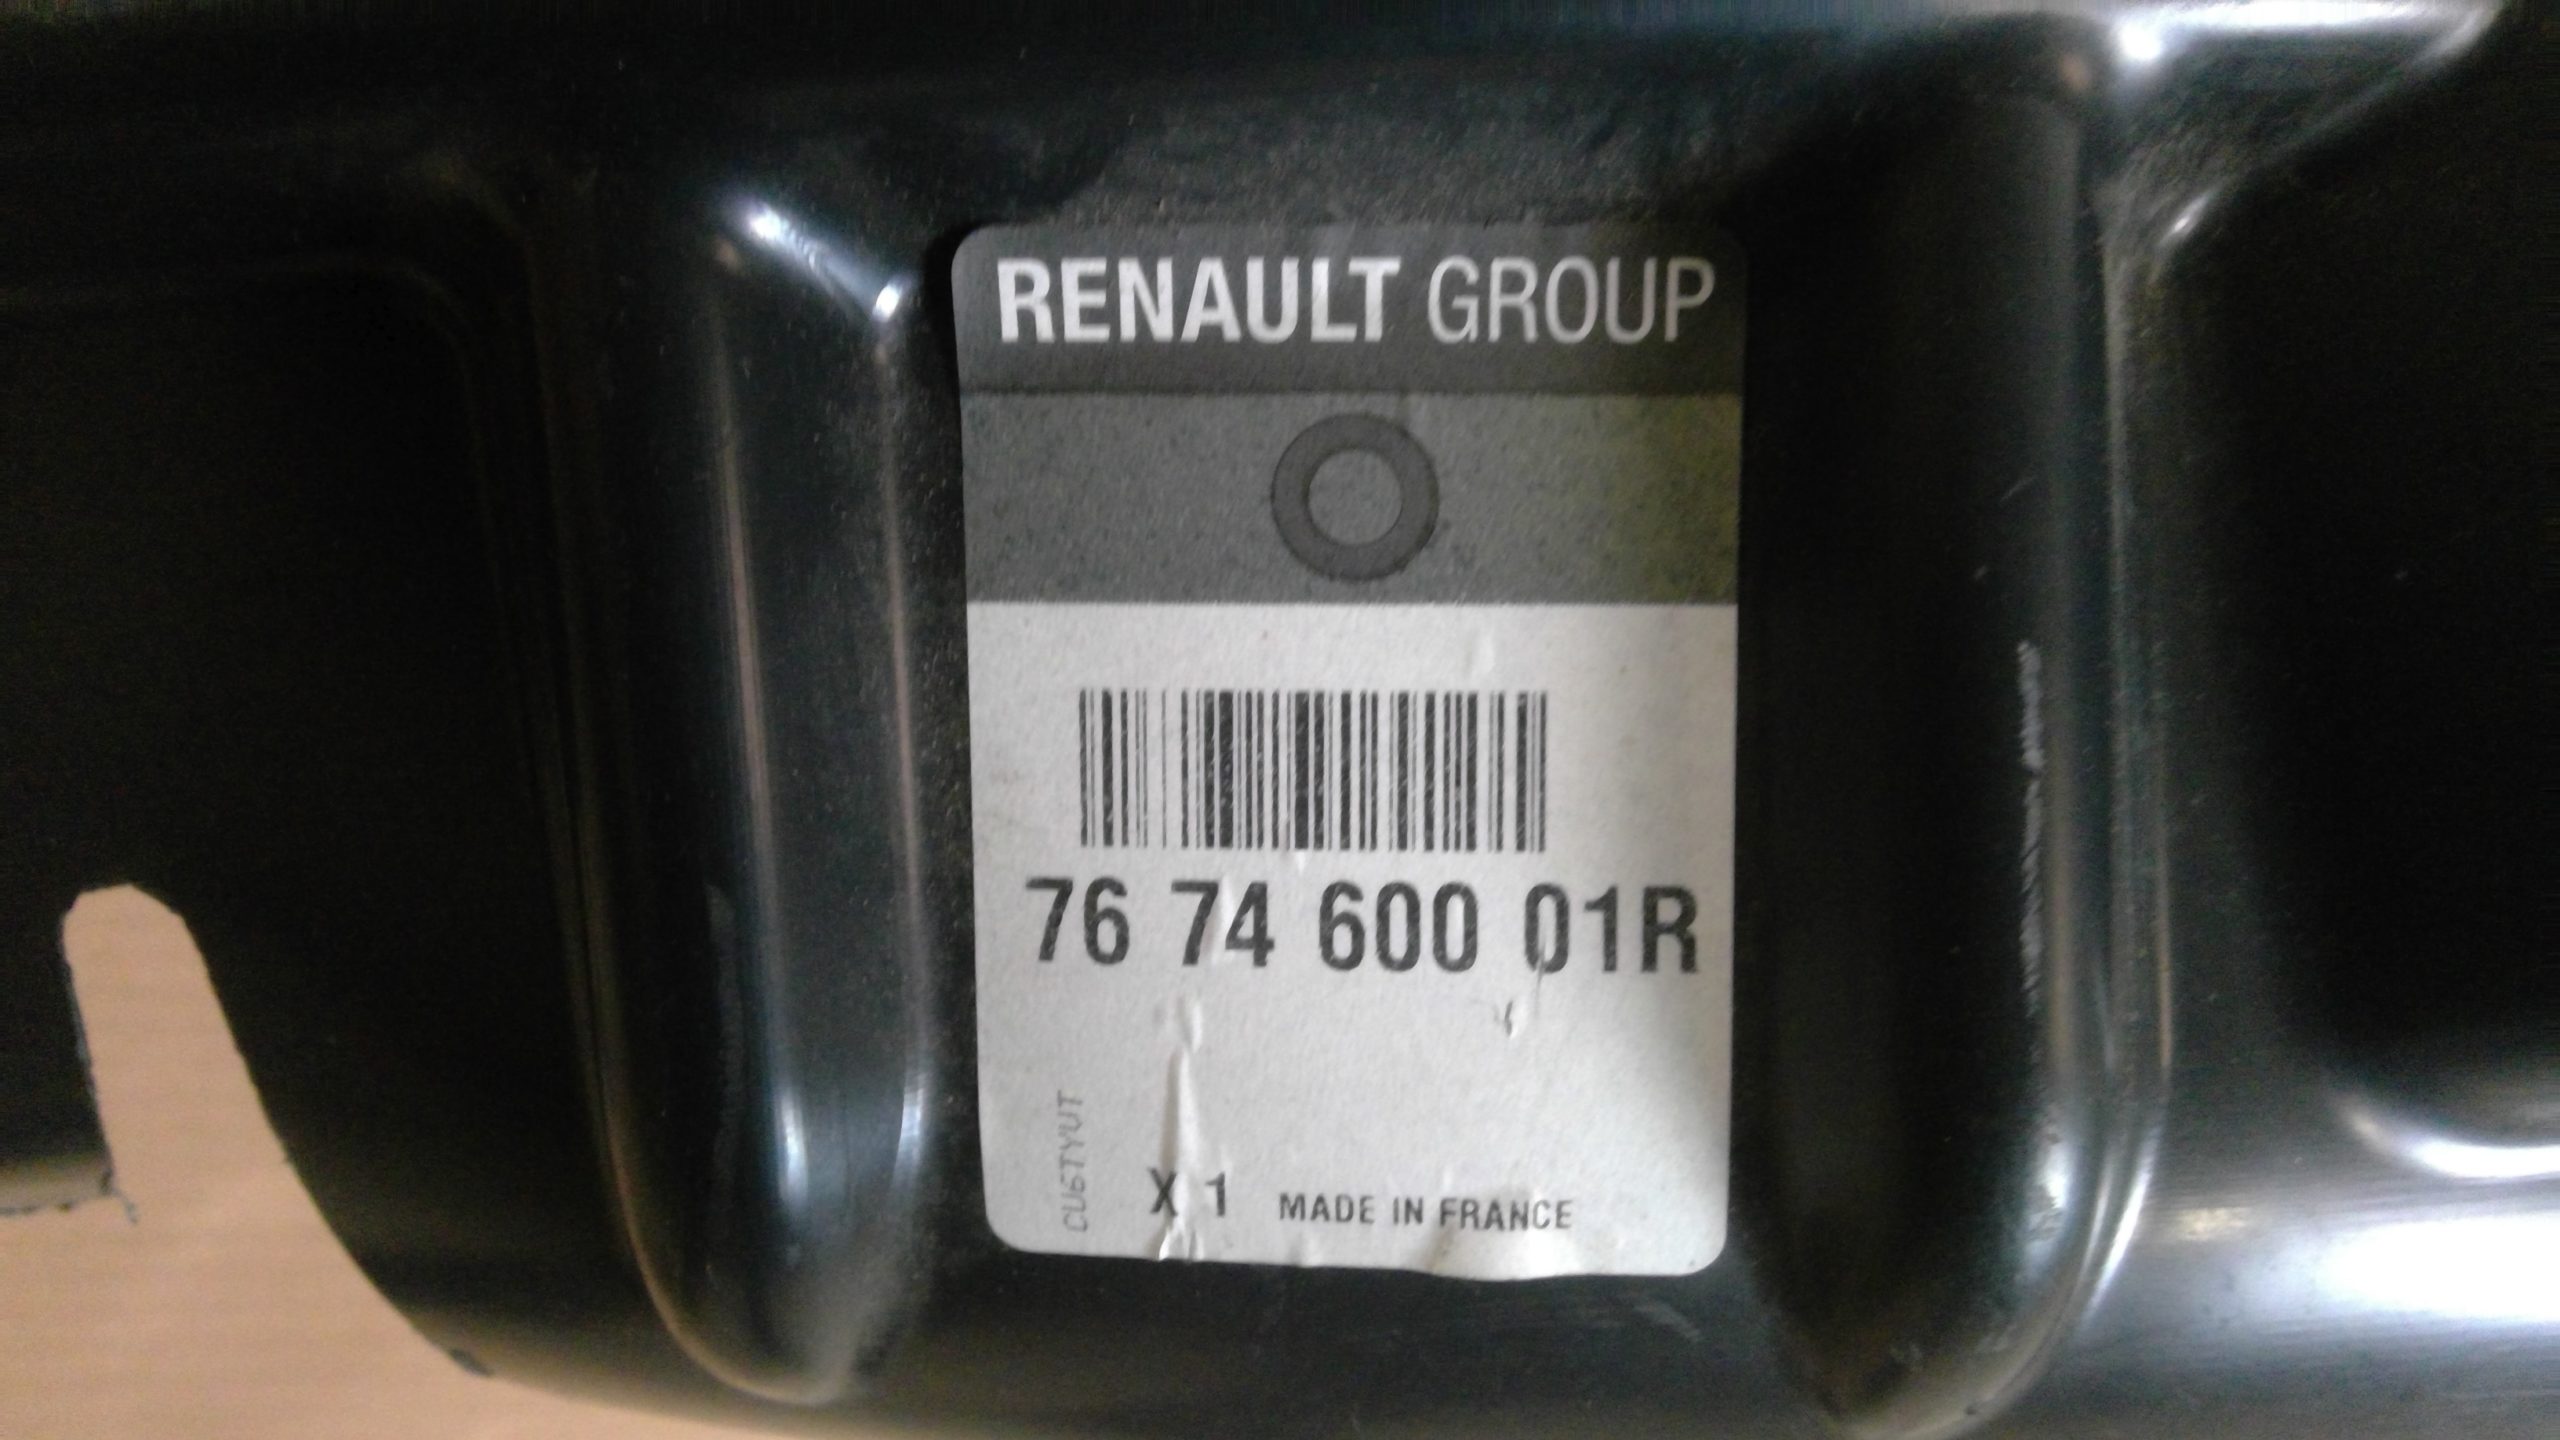 RENAULT GROUP
76 74 600 01R
CU6TYUT
X 1 MADE IN FRANCE